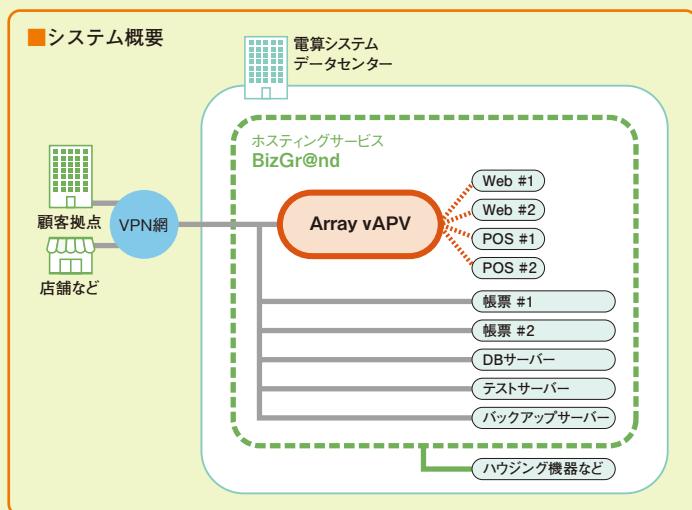 ■システム概要
電算システム
データセンター
ホスティングサービス
BizGr@nd
顧客拠点
店舗など
VPN網
Array vAPV
Web #1
Web #2
POS #1
POS #2
帳票 #1
帳票 #2
DBサーバー
テストサーバー
バックアップサーバー
ハウジング機器など